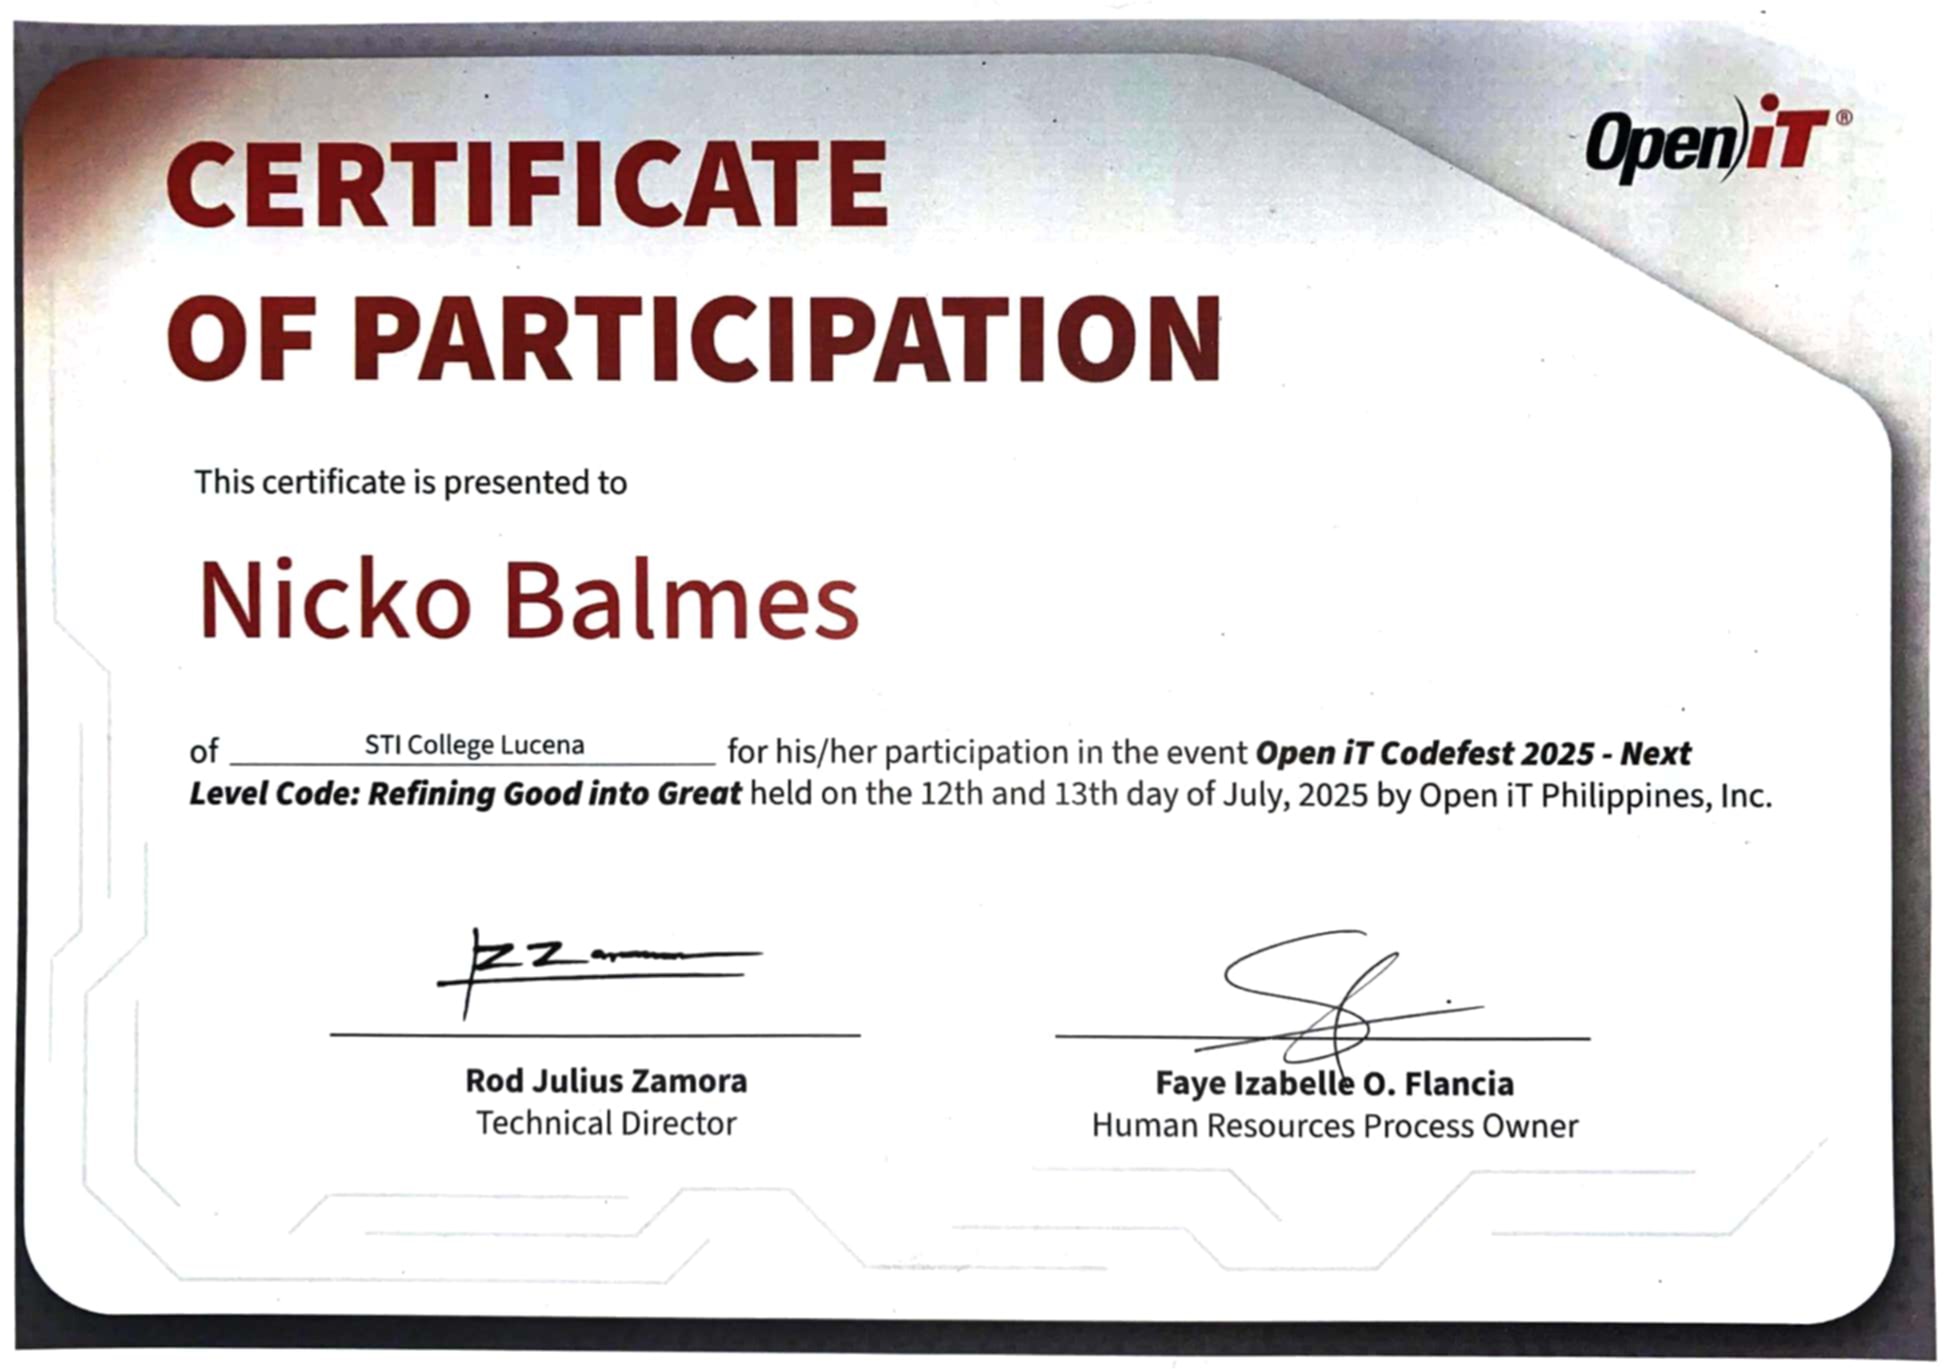 CERTIFICATE
OF PARTICIPATION
Open iT®
This certificate is presented to
Nicko Balmes
of STI College Lucena for his/her participation in the event Open iT Codefest 2025 - Next
Level Code: Refining Good into Great held on the 12th and 13th day of July, 2025 by Open iT Philippines, Inc.
Rod Julius Zamora
Technical Director
Faye Izabelle O. Flancia
Human Resources Process Owner